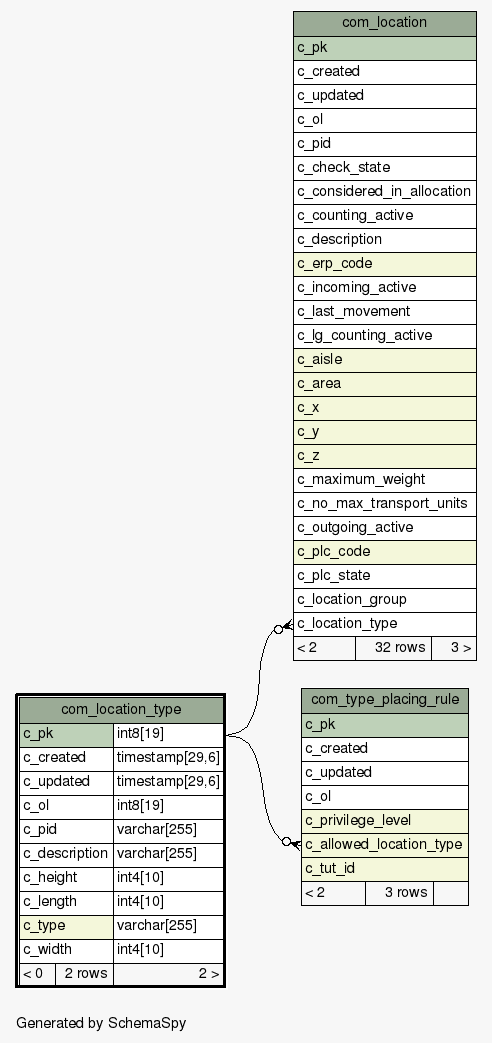 com_location
c_pk
c_created
c_updated
c_ol
c_pid
c_check_state
c_considered_in_allocation
c_counting_active
c_description
c_erp_code
c_incoming_active
c_last_movement
c_lg_counting_active
c_aisle
c_area
c_x
c_y
c_z
c_maximum_weight
c_no_max_transport_units
c_outgoing_active
c_plc_code
c_plc_state
c_location_group
c_location_type
< 2 32 rows 3 >
com_location_type
c_pk int8[19]
c_created timestamp[29,6]
c_updated timestamp[29,6]
c_ol int8[19]
c_pid varchar[255]
c_description varchar[255]
c_height int4[10]
c_length int4[10]
c_type varchar[255]
c_width int4[10]
< 0 2 rows 2 >
com_type_placing_rule
c_pk
c_created
c_updated
c_ol
c_privilege_level
c_allowed_location_type
c_tut_id
< 2 3 rows
Generated by SchemaSpy